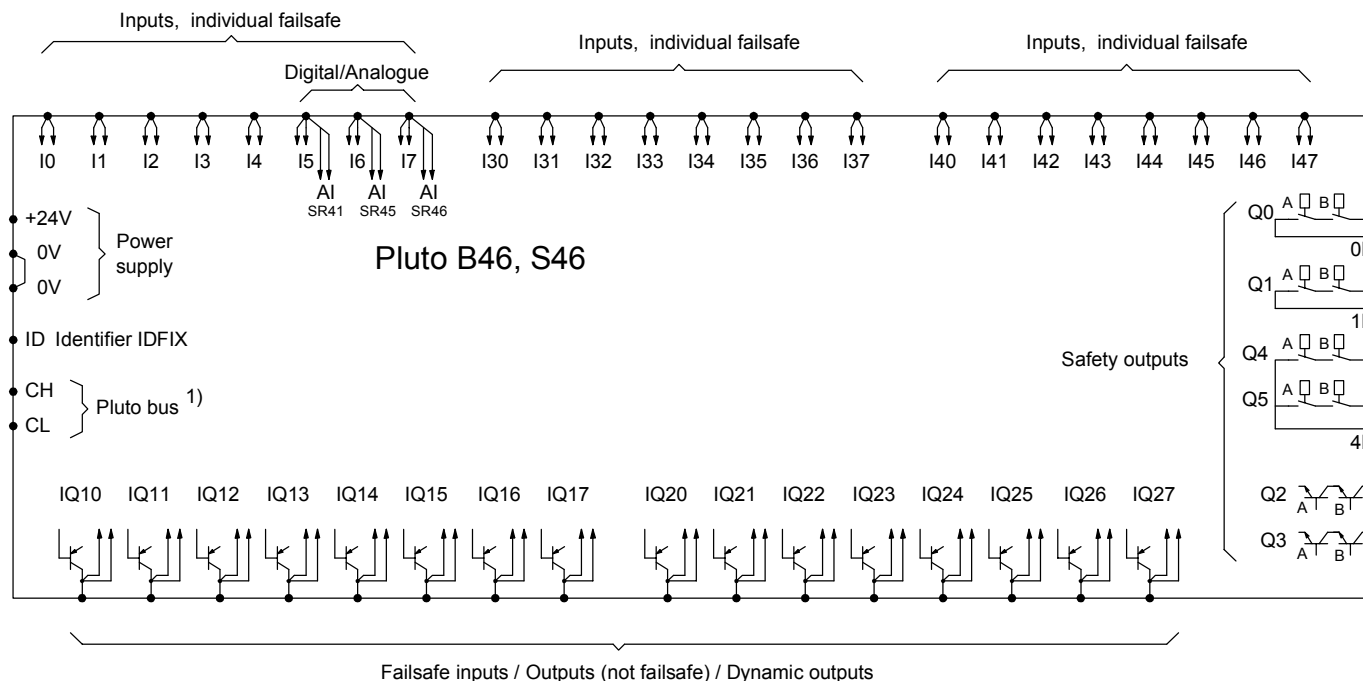 Inputs, individual failsafe
Inputs, individual failsafe
Inputs, individual failsafe
Digital/Analogue
I0 I1 I2 I3 I4 I5 I6 I7 I30 I31 I32 I33 I34 I35 I36 I37 I40 I41 I42 I43 I44 I45 I46 I47
AI AI AI
SR41 SR45 SR46
+24V
0V
0V
Power
supply
Pluto B46, S46
ID Identifier IDFIX
CH
CL
Pluto bus 1)
Safety outputs
Q0 A B
Q1 A B
Q4 A B
Q5 A B
Q2 A B
Q3 A B
IQ10 IQ11 IQ12 IQ13 IQ14 IQ15 IQ16 IQ17 IQ20 IQ21 IQ22 IQ23 IQ24 IQ25 IQ26 IQ27
Failsafe inputs / Outputs (not failsafe) / Dynamic outputs